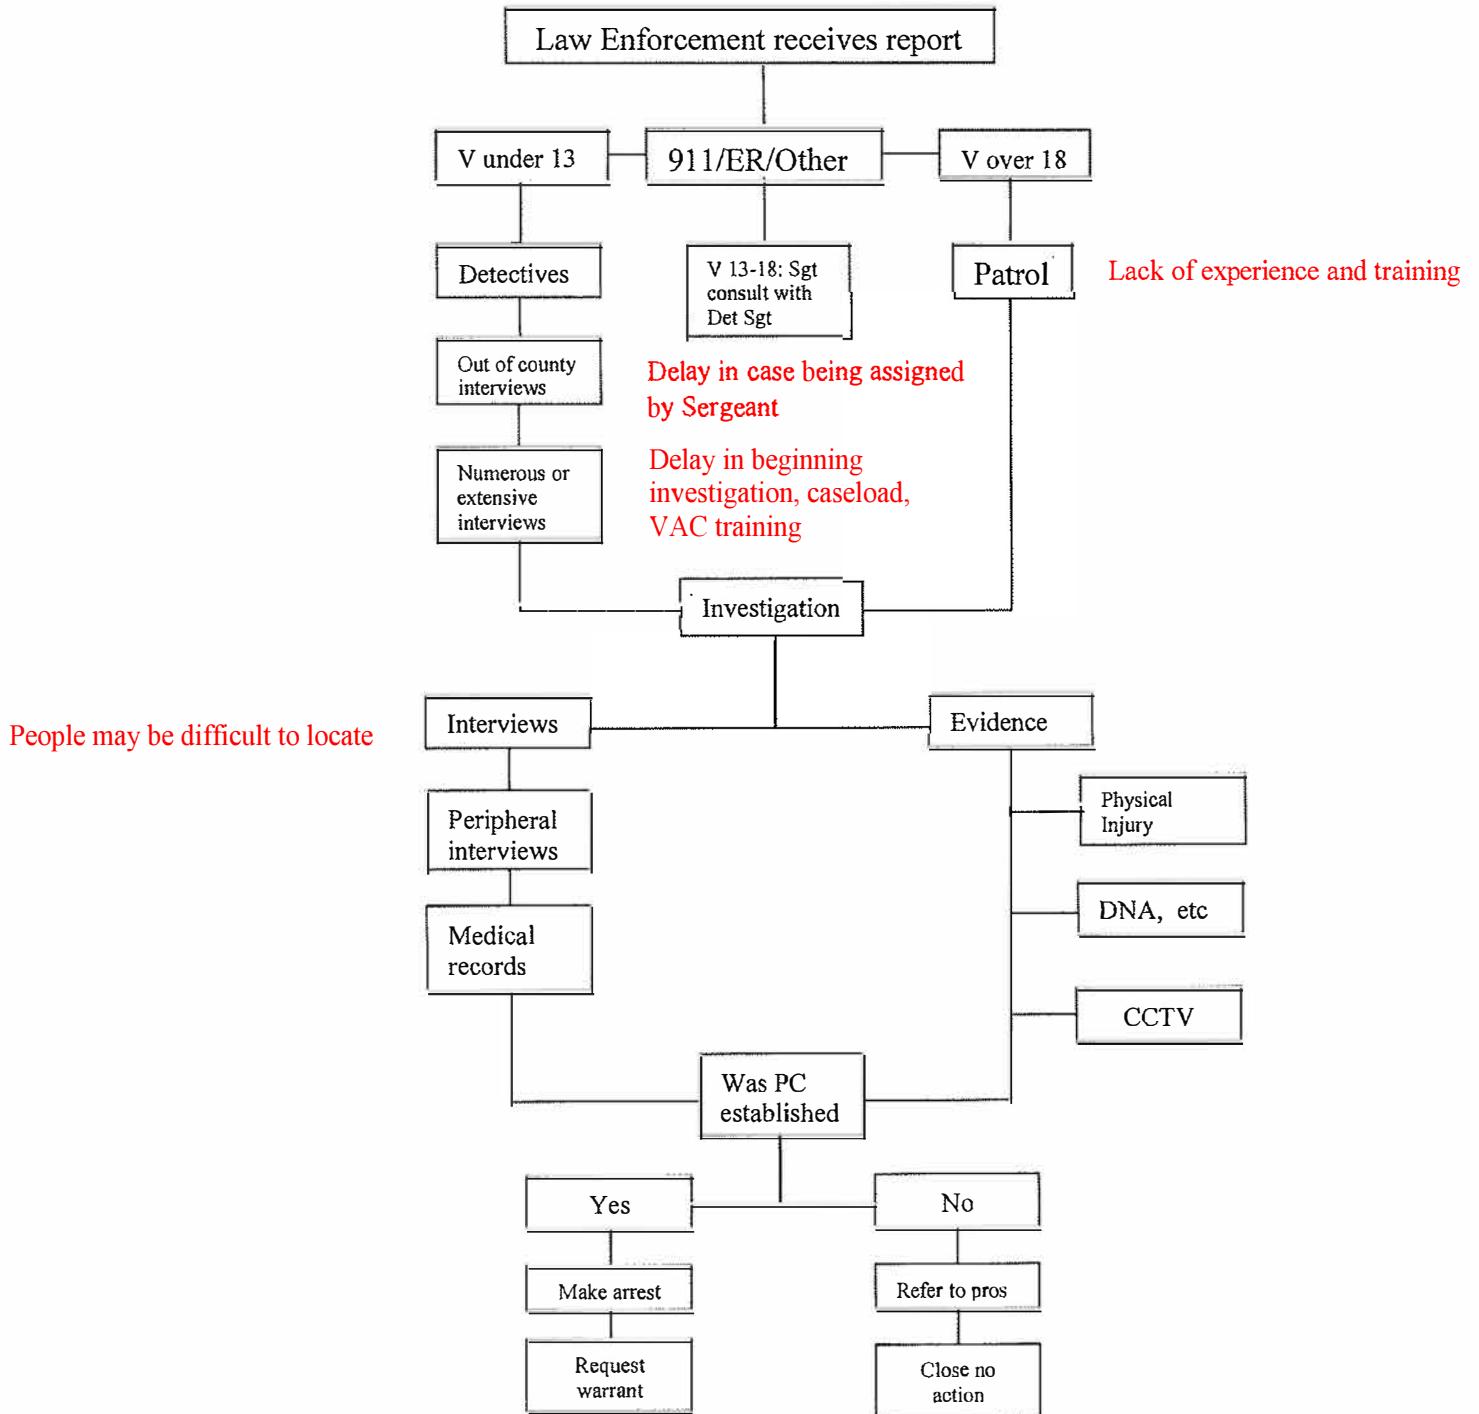 Law Enforcement receives report
V under 13
911/ER/Other
V over 18
Detectives
V 13-18: Sgt
consult with
Det Sgt
Patrol
Lack of experience and training
Out of county
interviews
Delay in case being assigned
by Sergeant
Numerous or
extensive
interviews
Delay in beginning
investigation, caseload,
VAC training
Investigation
People may be difficult to locate
Interviews
Evidence
Peripheral
interviews
Physical
Injury
Medical
records
DNA, etc
CCTV
Was PC
established
Yes
No
Make arrest
Refer to pros
Request
warrant
Close no
action